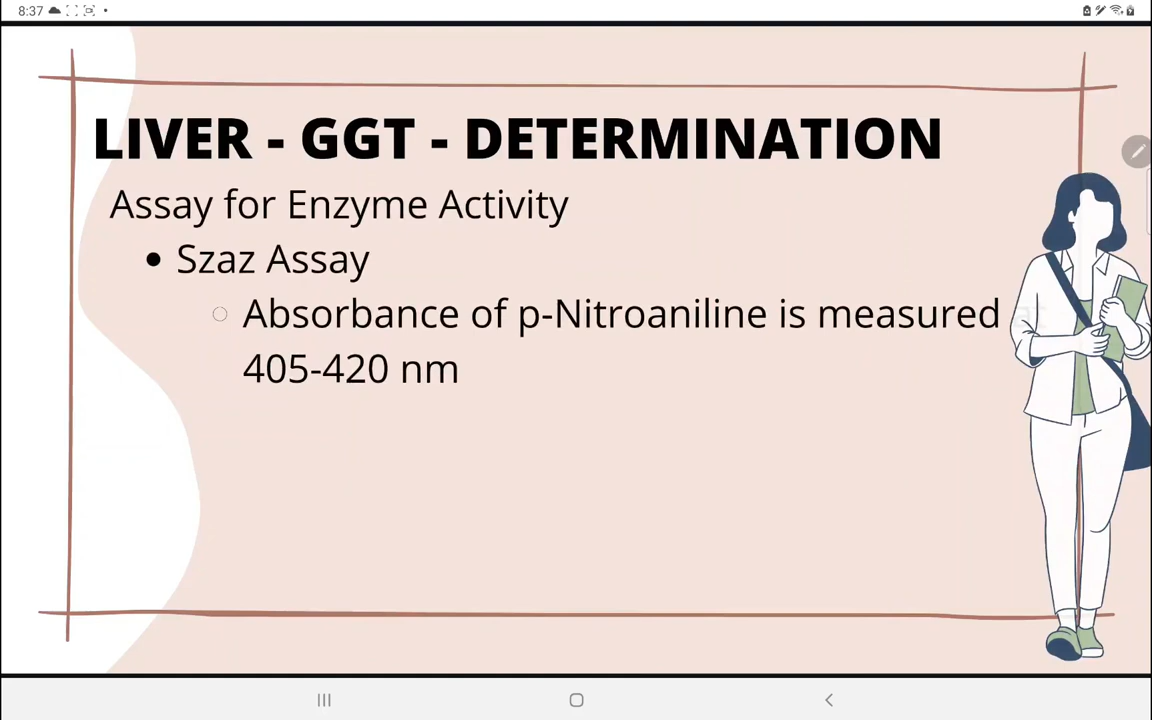 8:37
LIVER - GGT - DETERMINATION
Assay for Enzyme Activity
• Szaz Assay
○ Absorbance of p-Nitroaniline is measured at
405-420 nm